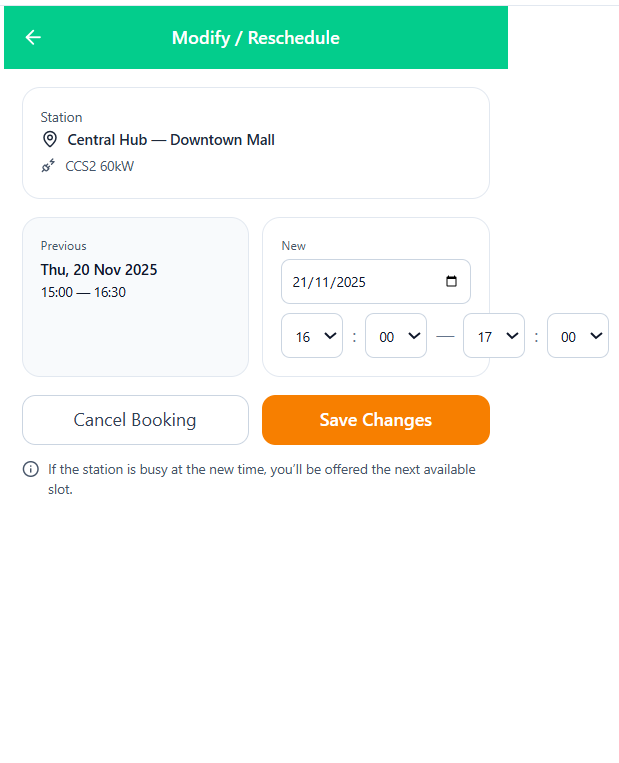 Modify / Reschedule
Station
Central Hub — Downtown Mall
CCS2 60kW
Previous
Thu, 20 Nov 2025
15:00 — 16:30
New
21/11/2025
16 : 00 — 17 : 00
Cancel Booking
Save Changes
If the station is busy at the new time, you’ll be offered the next available
slot.